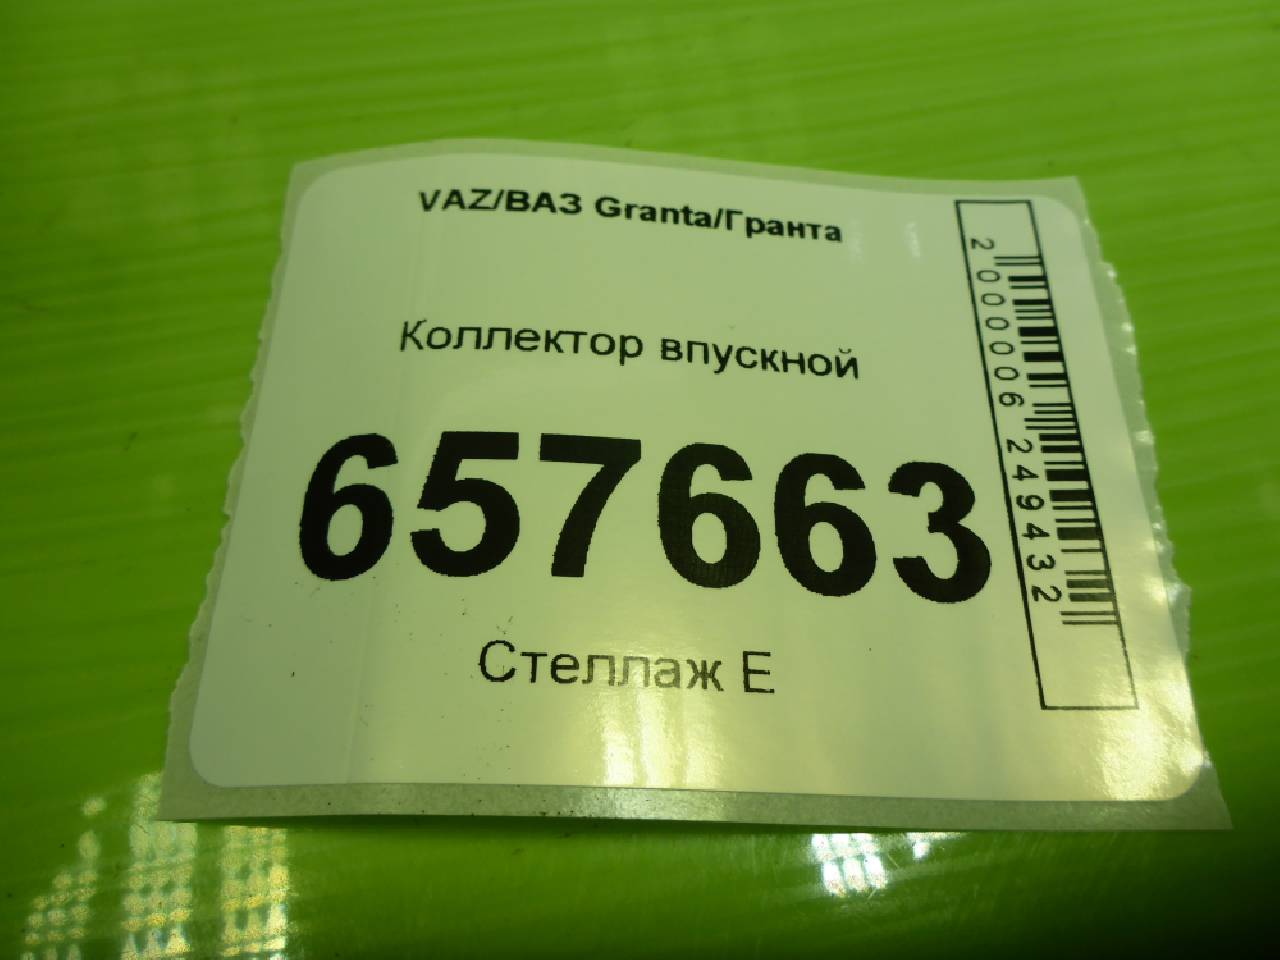 VAZ/ВАЗ Granta/Гранта
Коллектор впускной
657663
Стеллаж Е
2000006249432